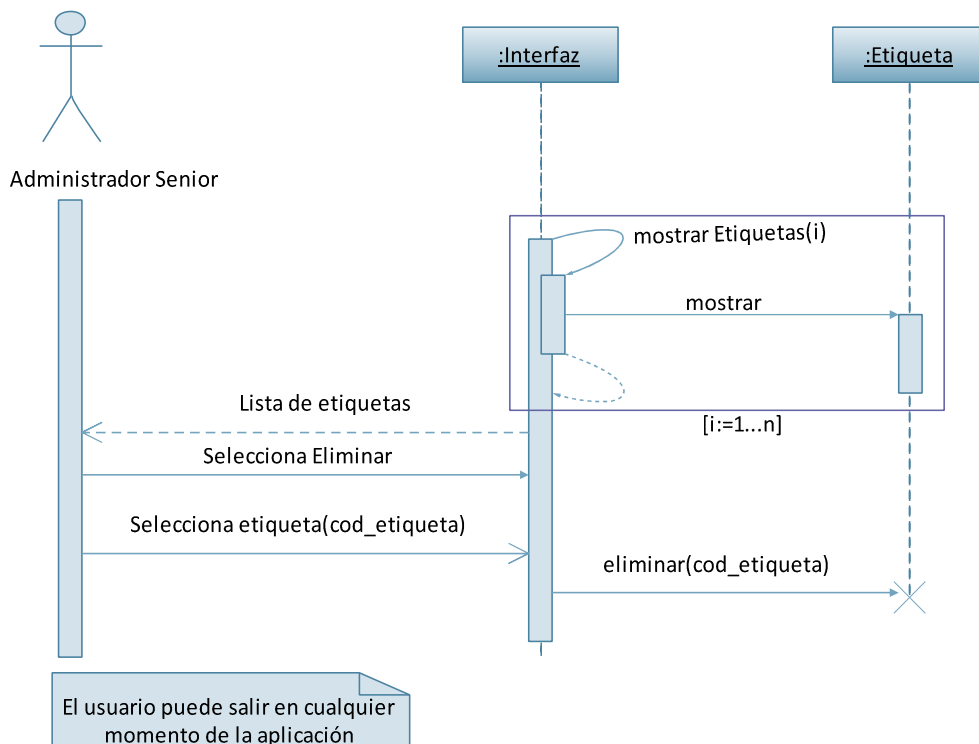 :Interfaz
:Etiqueta
Administrador Senior
mostrar Etiquetas(i)
mostrar
Lista de etiquetas
[i:=1...n]
Selecciona Eliminar
Selecciona etiqueta(cod_etiqueta)
eliminar(cod_etiqueta)
El usuario puede salir en cualquier
momento de la aplicación